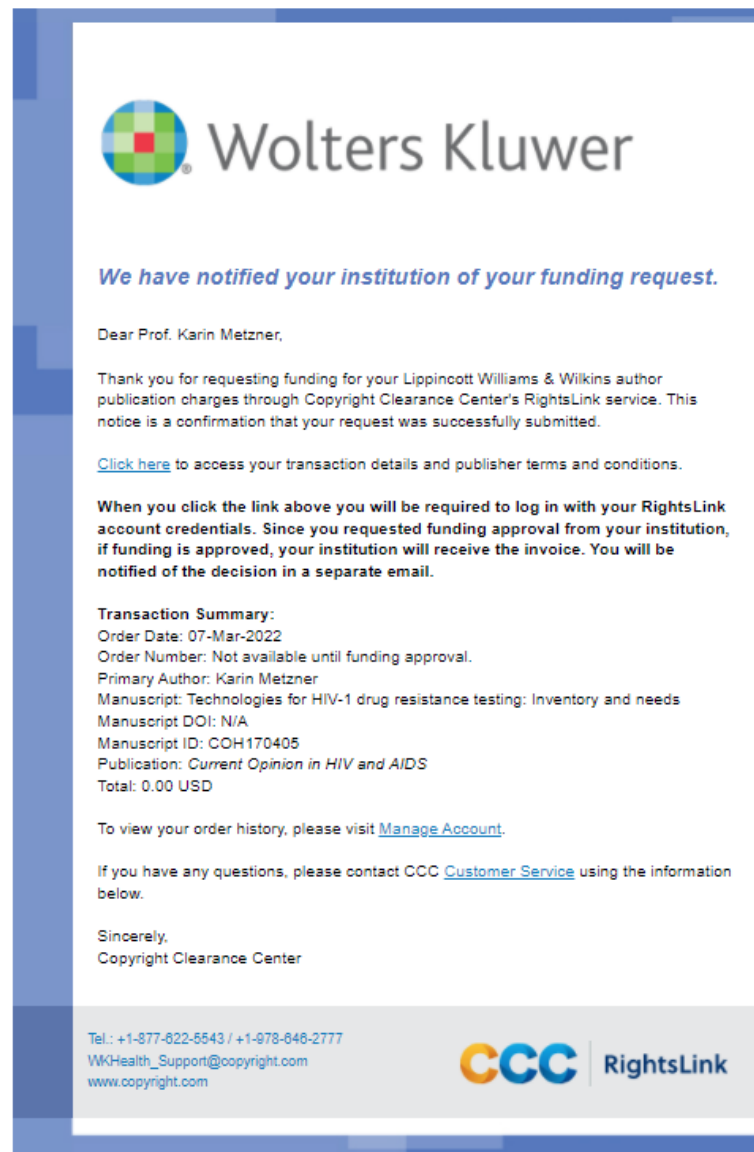 Wolters Kluwer
We have notified your institution of your funding request.
Dear Prof. Karin Metzner,
Thank you for requesting funding for your Lippincott Williams & Wilkins author
publication charges through Copyright Clearance Center's RightsLink service. This
notice is a confirmation that your request was successfully submitted.
Click here to access your transaction details and publisher terms and conditions.
When you click the link above you will be required to log in with your RightsLink
account credentials. Since you requested funding approval from your institution,
if funding is approved, your institution will receive the invoice. You will be
notified of the decision in a separate email.
Transaction Summary:
Order Date: 07-Mar-2022
Order Number: Not available until funding approval.
Primary Author: Karin Metzner
Manuscript: Technologies for HIV-1 drug resistance testing: Inventory and needs
Manuscript DOI: N/A
Manuscript ID: COH170405
Publication: Current Opinion in HIV and AIDS
Total: 0.00 USD
To view your order history, please visit Manage Account.
If you have any questions, please contact CCC Customer Service using the information
below.
Sincerely,
Copyright Clearance Center
Tel.: +1-877-622-5543 / +1-978-646-2777
WKHealth_Support@copyright.com
www.copyright.com
CCC RightsLink